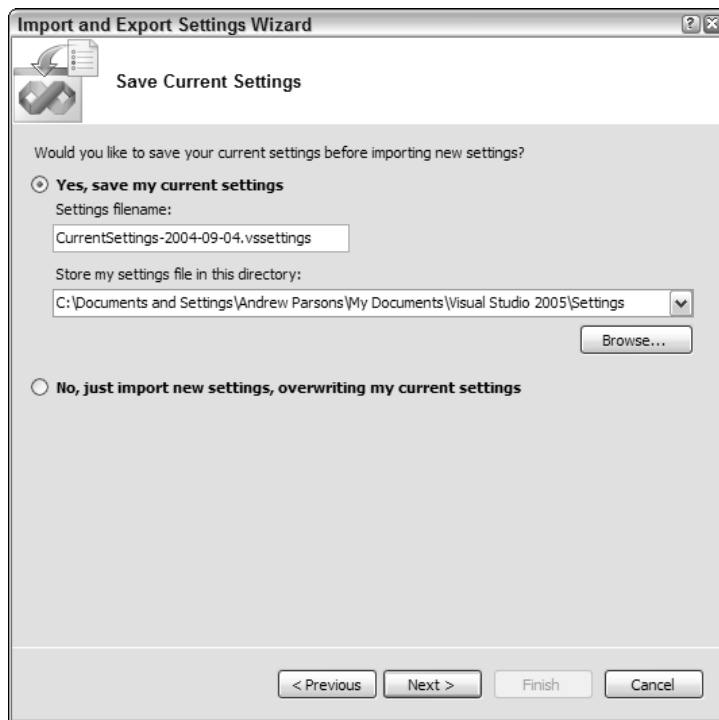 Import and Export Settings Wizard
Save Current Settings
Would you like to save your current settings before importing new settings?
Yes, save my current settings
Settings filename:
CurrentSettings-2004-09-04.vssettings
Store my settings file in this directory:
C:\Documents and Settings\Andrew Parsons\My Documents\Visual Studio 2005\Settings
Browse...
No, just import new settings, overwriting my current settings
< Previous Next > Finish Cancel